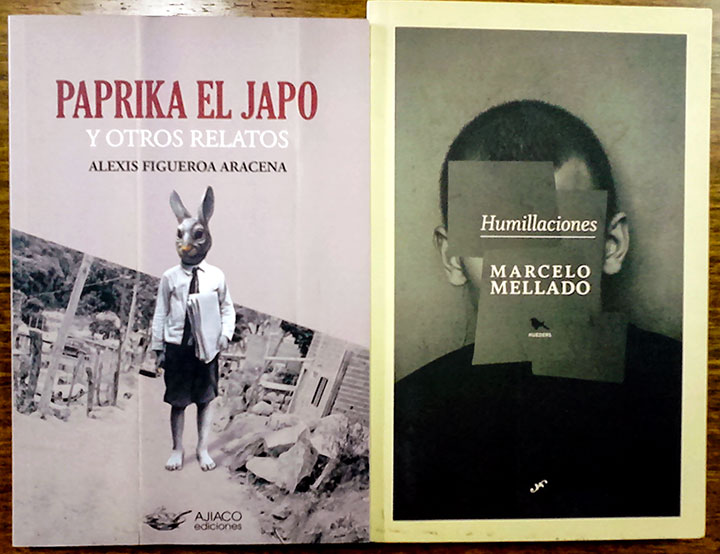 PAPRIKA EL JAPO
Y OTROS RELATOS
ALEXIS FIGUEROA ARACENA
AJIACO
ediciones
Humillaciones
MARCELO
MELLADO
HUEDERS